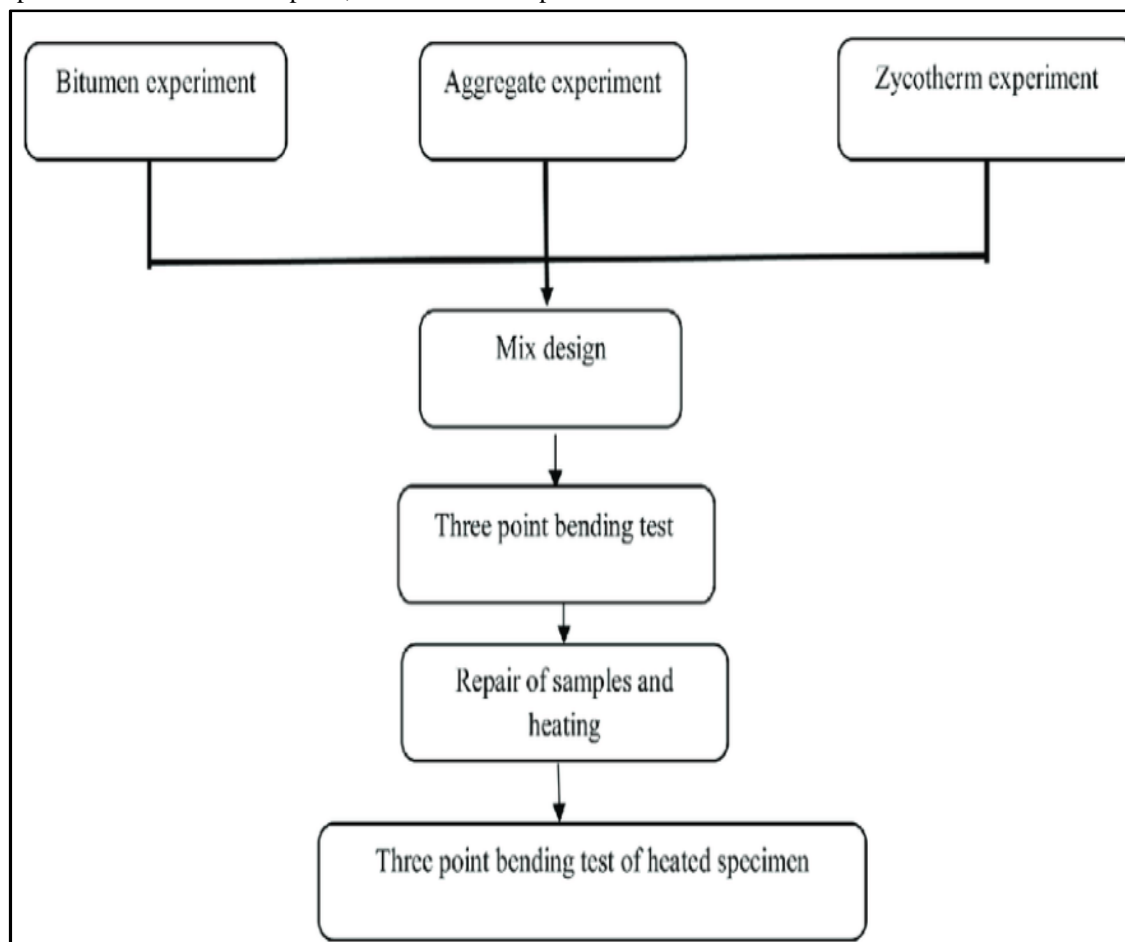 Bitumen experiment
Aggregate experiment
Zycotherm experiment
Mix design
Three point bending test
Repair of samples and
heating
Three point bending test of heated specimen